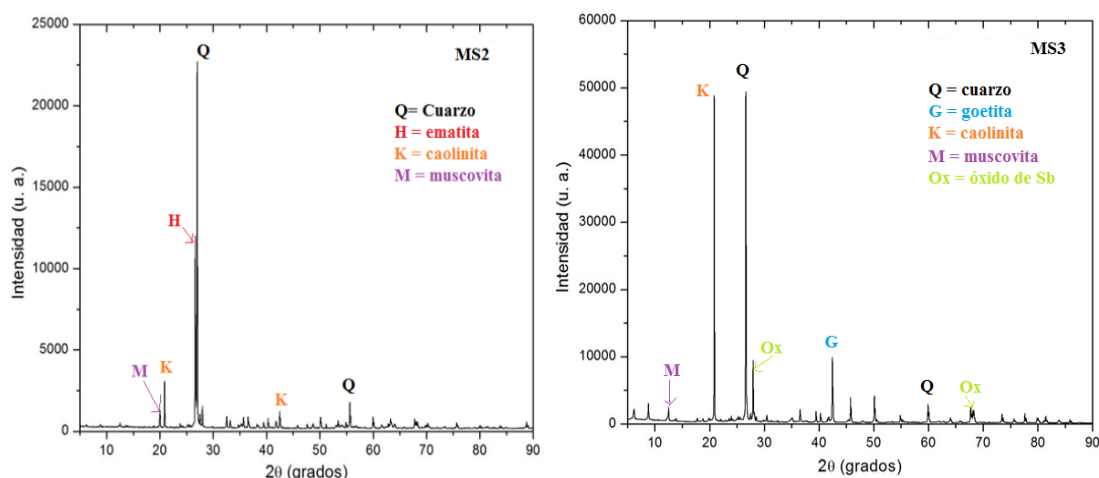 MS2
Q
Q= Cuarzo
H = ematita
K = caolinita
M = muscovita
H
M
K
K
Q
25000
20000
15000
10000
5000
0
10 20 30 40 50 60 70 80 90
2θ (grados)
Intensidad (u. a.)
MS3
K
Q
Q = cuarzo
G = goetita
K = caolinita
M = muscovita
Ox = óxido de Sb
M
Ox
G
Q
Ox
60000
50000
40000
30000
20000
10000
0
10 20 30 40 50 60 70 80 90
2θ (grados)
Intensidad (u. a.)